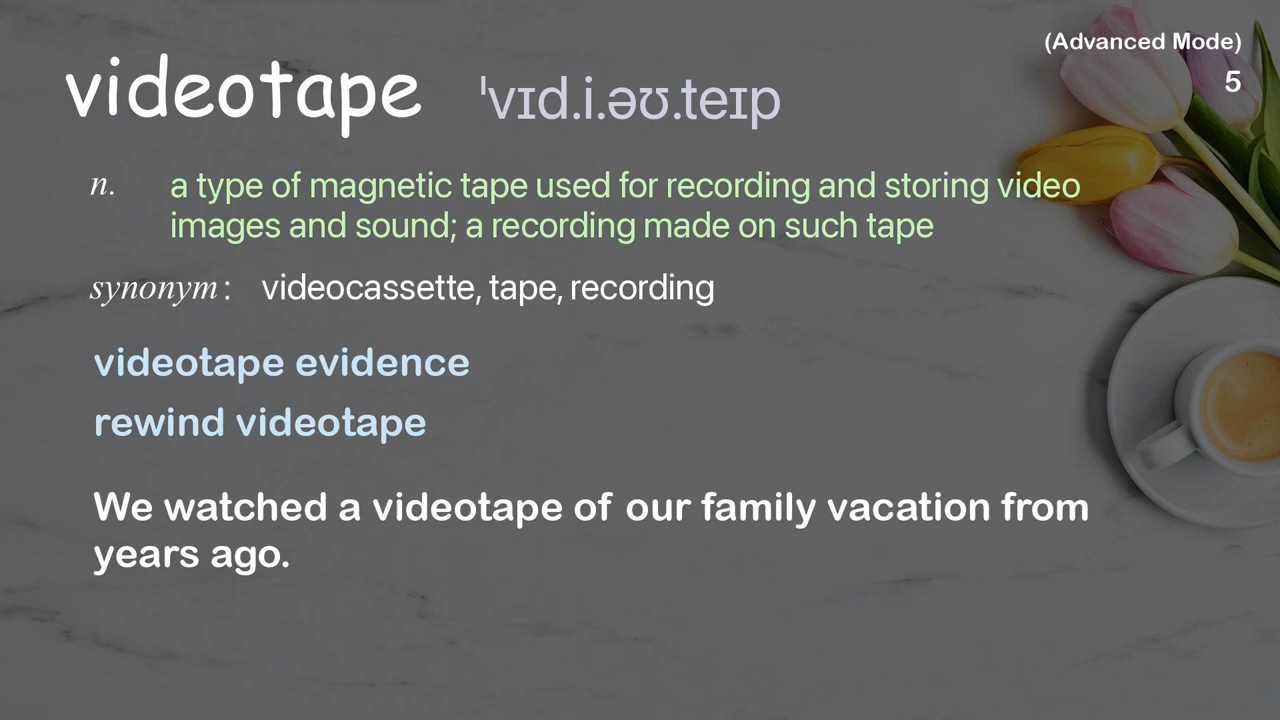 (Advanced Mode)
5
videotape ˈvɪd.i.əʊ.teɪp
n. a type of magnetic tape used for recording and storing video
images and sound; a recording made on such tape
synonym: videocassette, tape, recording
videotape evidence
rewind videotape
We watched a videotape of our family vacation from
years ago.